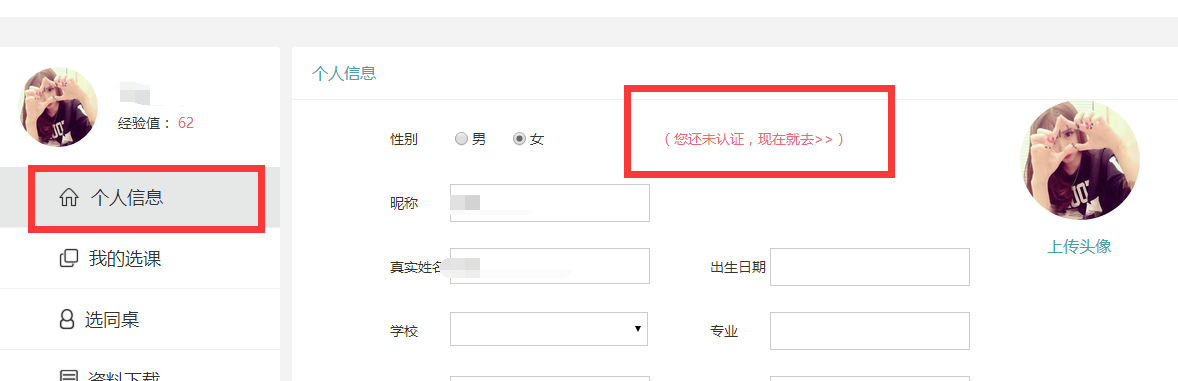 经验值： 62
个人信息
我的选课
选同桌
资料下载
个人信息
性别 男 女 （ 您还未认证，现在就去>> ）
昵称
真实姓名 出生日期
学校 专业
上传头像